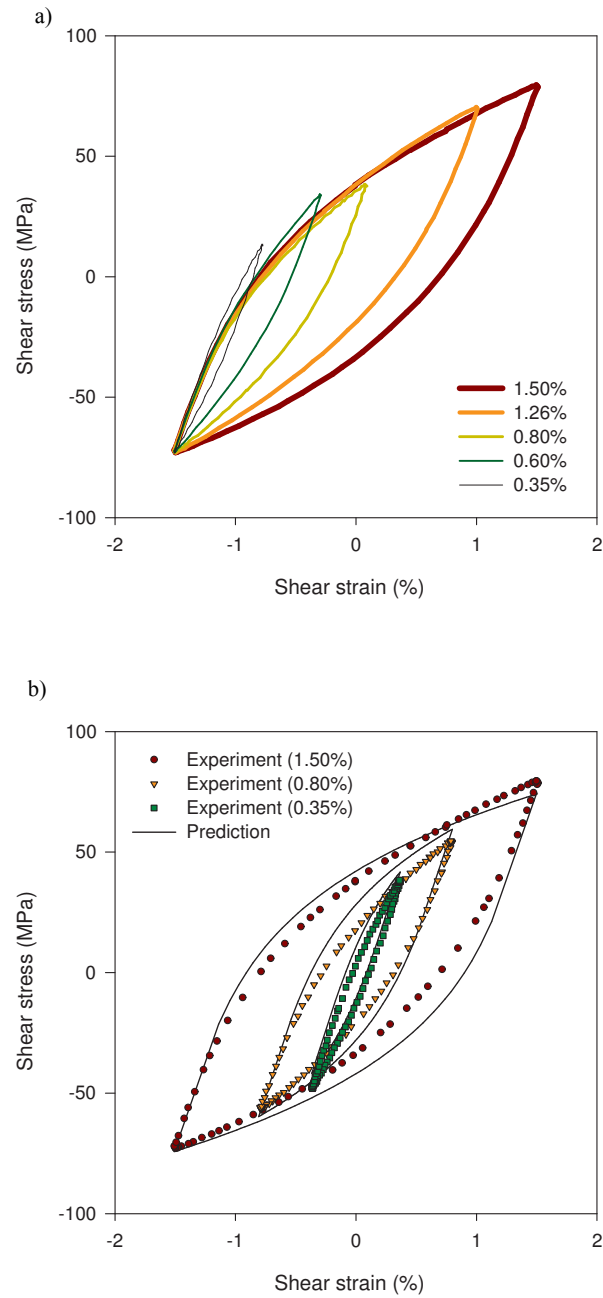 a)
100
50
0
-50
-100
Shear stress (MPa)
1.50%
1.26%
0.80%
0.60%
0.35%
-2 -1 0 1 2
Shear strain (%)
b)
100
50
0
-50
-100
Shear stress (MPa)
Experiment (1.50%)
Experiment (0.80%)
Experiment (0.35%)
Prediction
-2 -1 0 1 2
Shear strain (%)